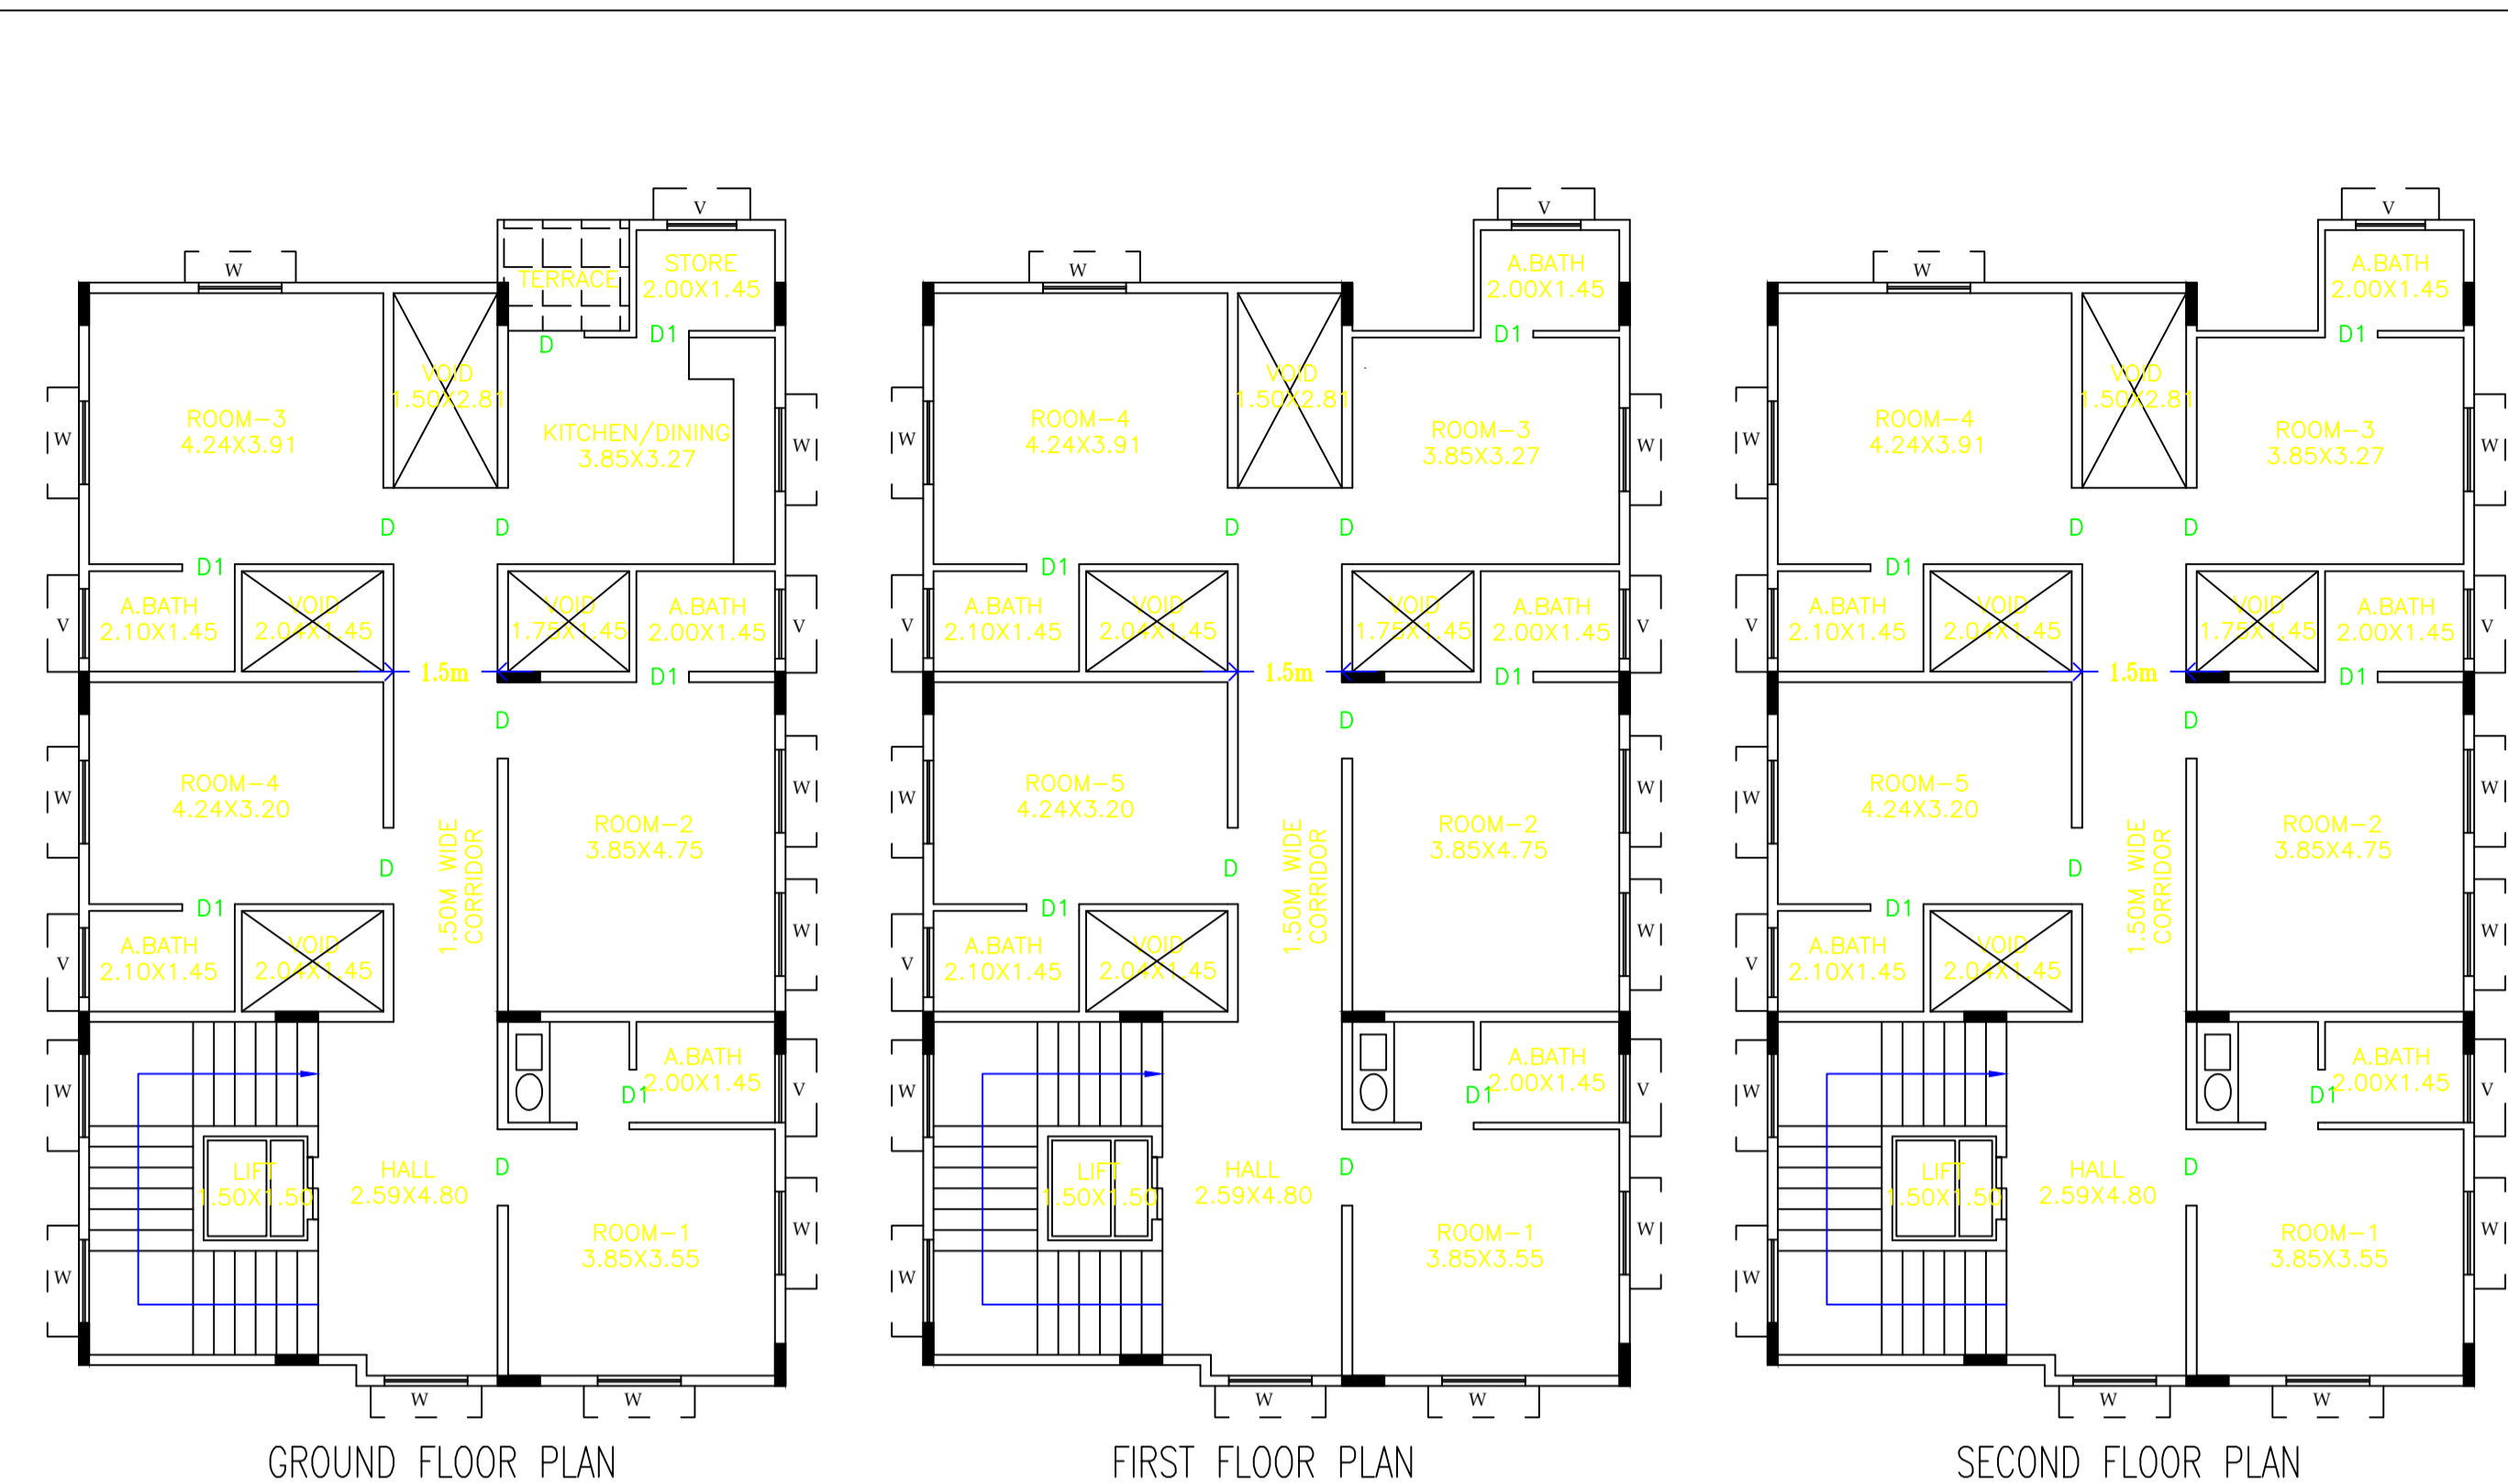 V
W
TERRACE
STORE
2.00X1.45
D
D1
VOID
1.50X2.81
ROOM-3
4.24X3.91
W
KITCHEN/DINING
3.85X3.27
W
D
D
D1
A.BATH
2.10X1.45
V
VOID
2.04X1.45
VOID
1.75X1.45
A.BATH
2.00X1.45
V
1.5m
D1
D
ROOM-4
4.24X3.20
W
W
ROOM-2
3.85X4.75
1.50M WIDE
CORRIDOR
D
D1
W
A.BATH
2.10X1.45
V
VOID
2.04X1.45
A.BATH
2.00X1.45
D1
W
V
LIFT
1.50X1.50
HALL
2.59X4.80
D
ROOM-1
3.85X3.55
W
W
W
W
GROUND FLOOR PLAN
V
W
A.BATH
2.00X1.45
D1
VOID
1.50X2.81
ROOM-4
4.24X3.91
W
ROOM-3
3.85X3.27
W
D
D
D1
A.BATH
2.10X1.45
V
VOID
2.04X1.45
VOID
1.75X1.45
A.BATH
2.00X1.45
V
1.5m
D1
D
ROOM-5
4.24X3.20
W
W
ROOM-2
3.85X4.75
1.50M WIDE
CORRIDOR
D
D1
W
A.BATH
2.10X1.45
V
VOID
2.04X1.45
A.BATH
2.00X1.45
D1
W
V
LIFT
1.50X1.50
HALL
2.59X4.80
D
ROOM-1
3.85X3.55
W
W
W
W
FIRST FLOOR PLAN
V
W
A.BATH
2.00X1.45
D1
VOID
1.50X2.81
ROOM-4
4.24X3.91
W
ROOM-3
3.85X3.27
W
D
D
D1
A.BATH
2.10X1.45
V
VOID
2.04X1.45
VOID
1.75X1.45
A.BATH
2.00X1.45
V
1.5m
D1
D
ROOM-5
4.24X3.20
W
W
ROOM-2
3.85X4.75
1.50M WIDE
CORRIDOR
D
D1
W
A.BATH
2.10X1.45
V
VOID
2.04X1.45
A.BATH
2.00X1.45
D1
W
V
LIFT
1.50X1.50
HALL
2.59X4.80
D
ROOM-1
3.85X3.55
W
W
W
W
SECOND FLOOR PLAN